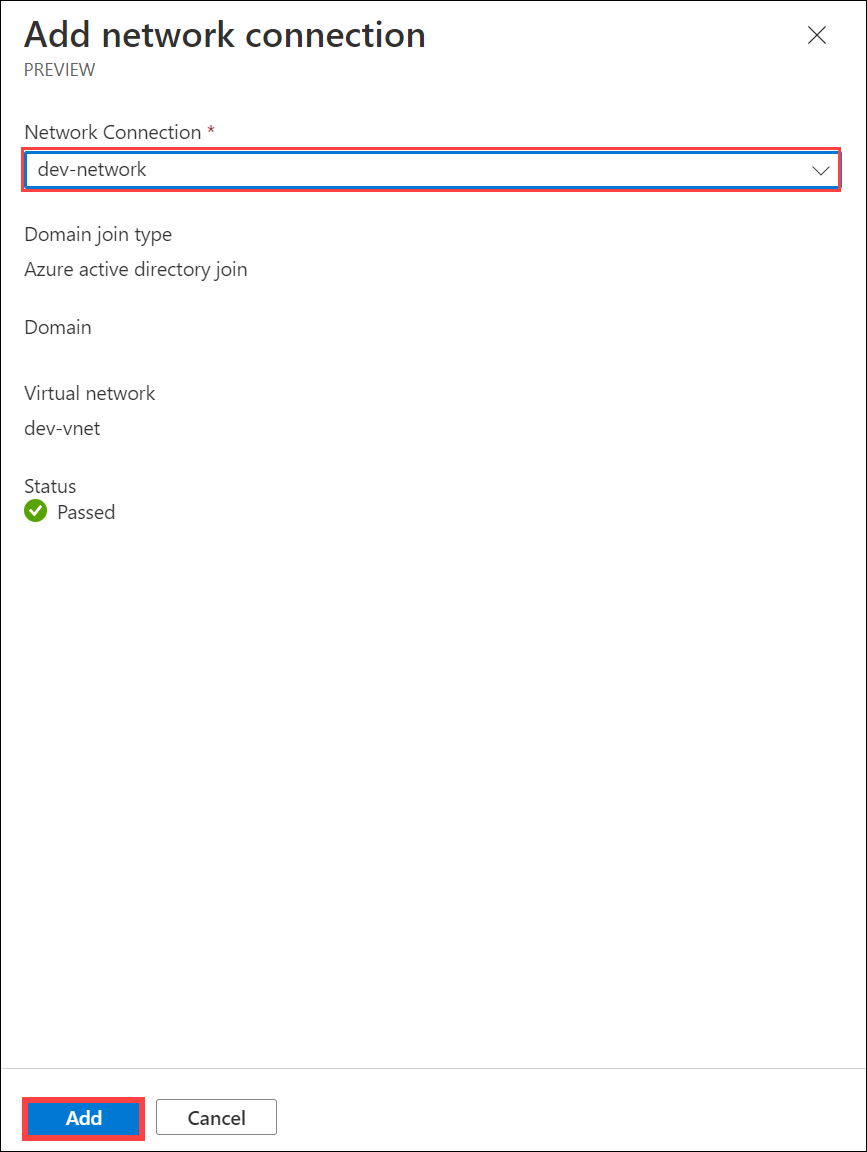 Add network connection
PREVIEW
Network Connection *
dev-network
Domain join type
Azure active directory join
Domain
Virtual network
dev-vnet
Status
Passed
Add Cancel